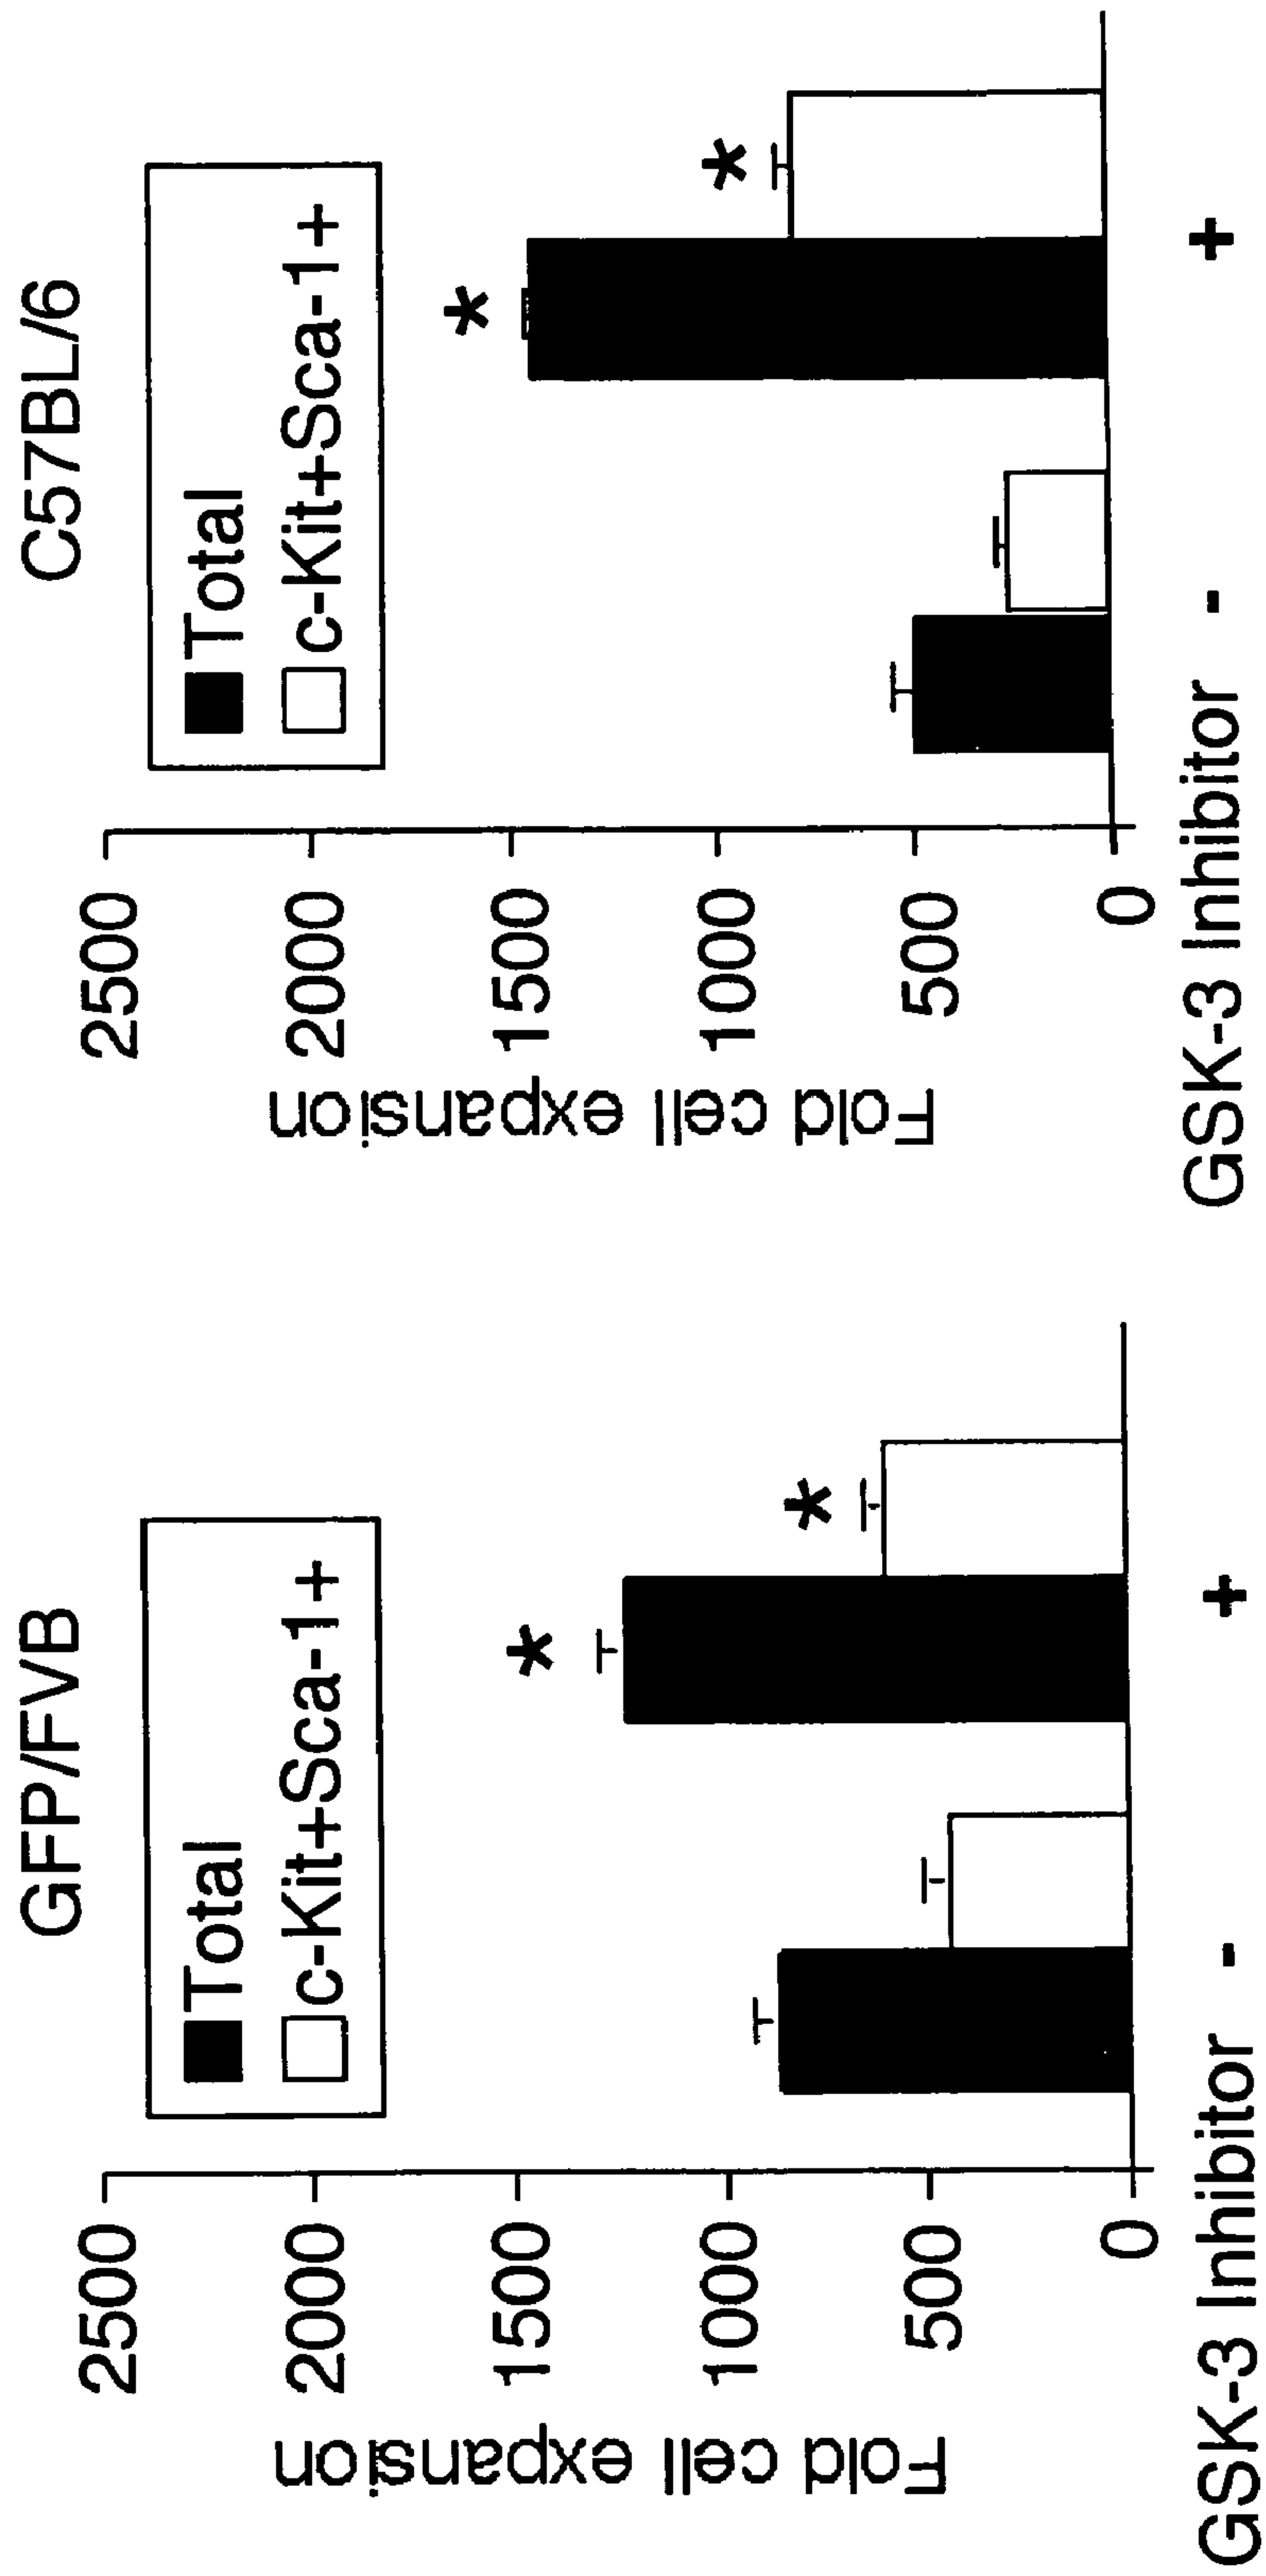 GFP/FVB
Total
c-Kit+Sca-1+
2500
2000
1500
1000
500
0
Fold cell expansion
*
*
GSK-3 Inhibitor - +
C57BL/6
Total
c-Kit+Sca-1+
2500
2000
1500
1000
500
0
Fold cell expansion
*
*
GSK-3 Inhibitor - +